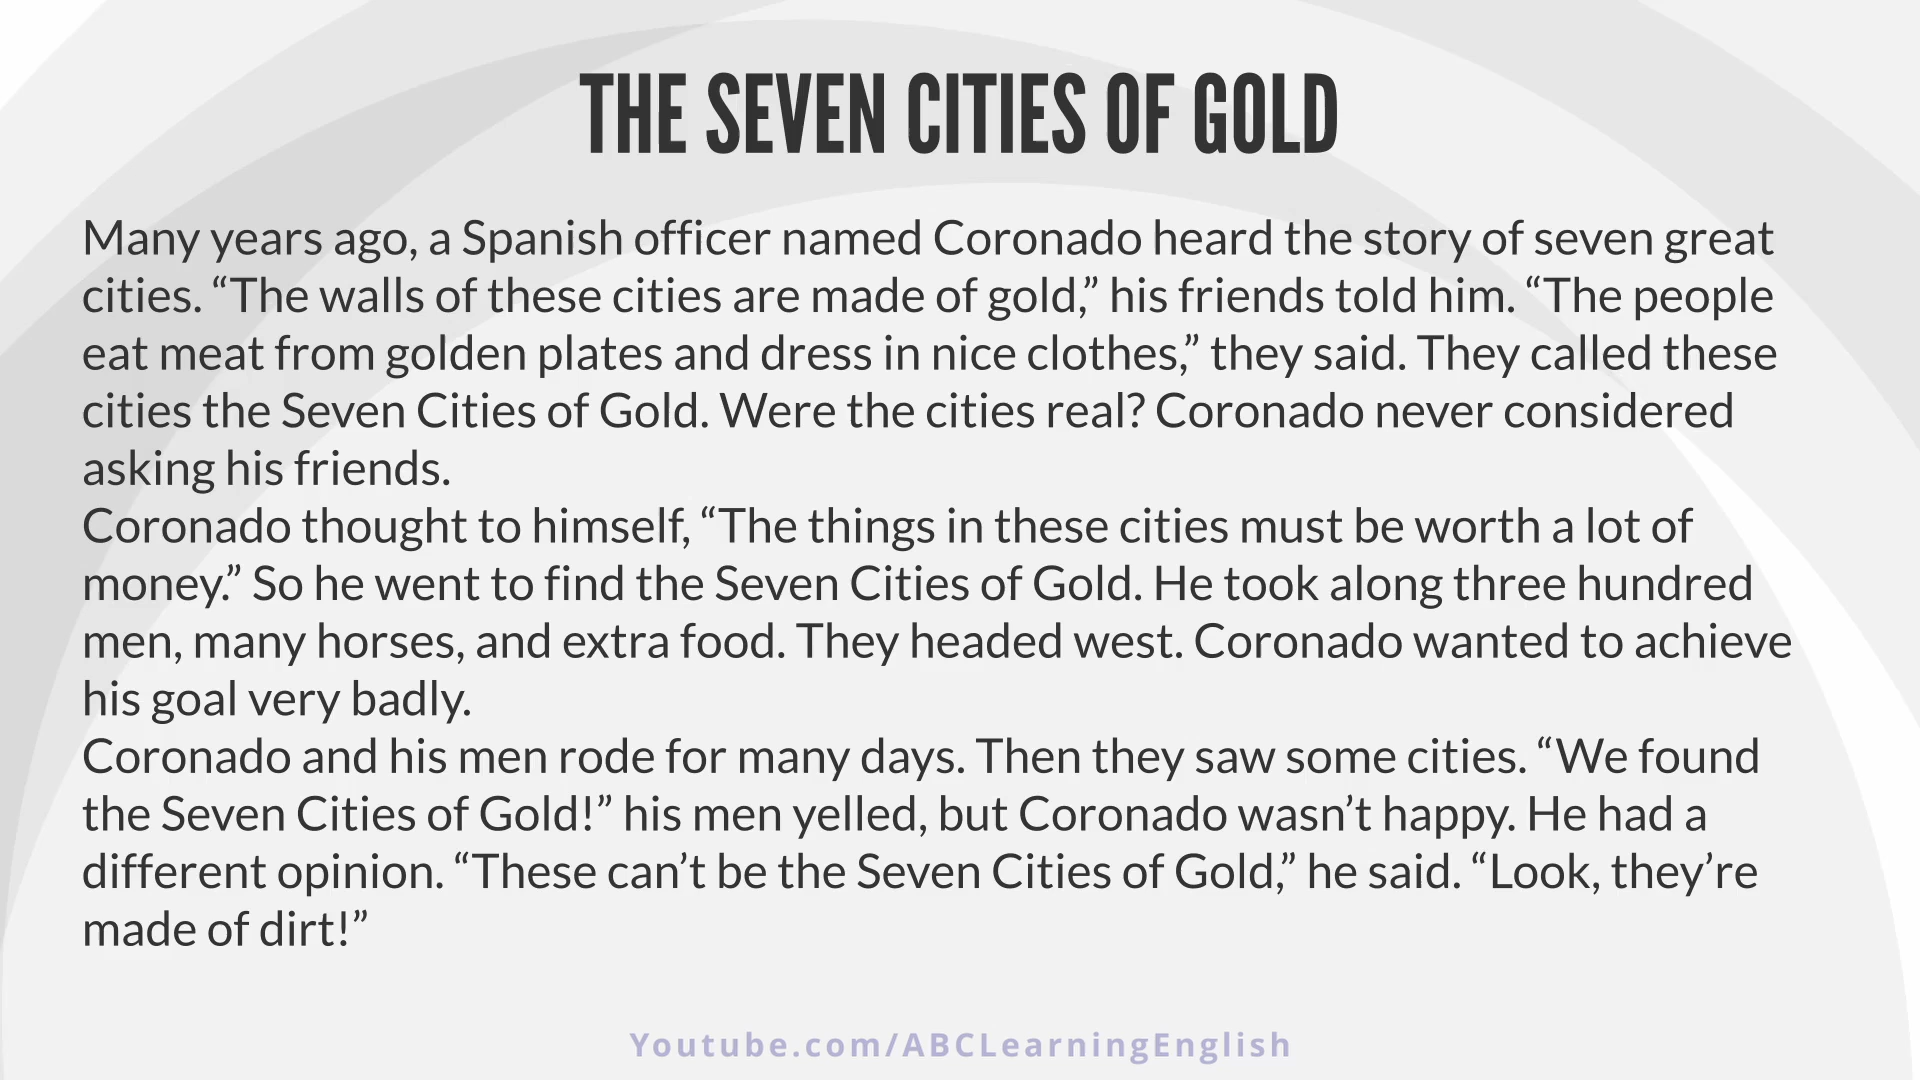 THE SEVEN CITIES OF GOLD
Many years ago, a Spanish officer named Coronado heard the story of seven great
cities. “The walls of these cities are made of gold,” his friends told him. “The people
eat meat from golden plates and dress in nice clothes,” they said. They called these
cities the Seven Cities of Gold. Were the cities real? Coronado never considered
asking his friends.
Coronado thought to himself, “The things in these cities must be worth a lot of
money.” So he went to find the Seven Cities of Gold. He took along three hundred
men, many horses, and extra food. They headed west. Coronado wanted to achieve
his goal very badly.
Coronado and his men rode for many days. Then they saw some cities. “We found
the Seven Cities of Gold!” his men yelled, but Coronado wasn’t happy. He had a
different opinion. “These can’t be the Seven Cities of Gold,” he said. “Look, they’re
made of dirt!”
Youtube.com/ABCLearningEnglish